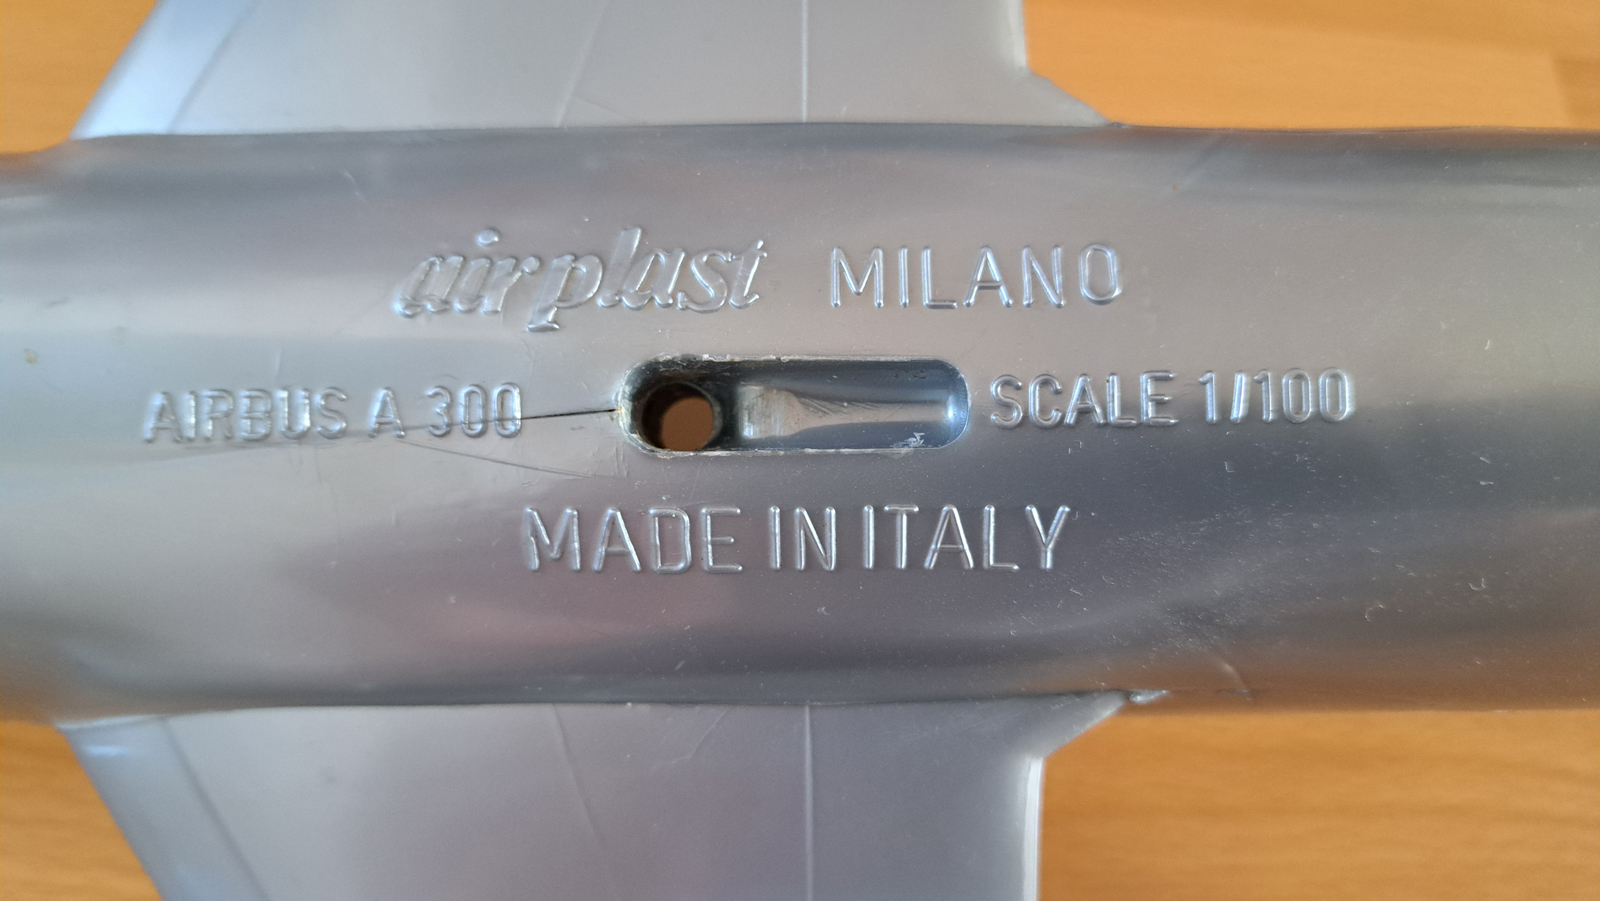 airplast MILANO
AIRBUS A 300 SCALE 1/100
MADE IN ITALY